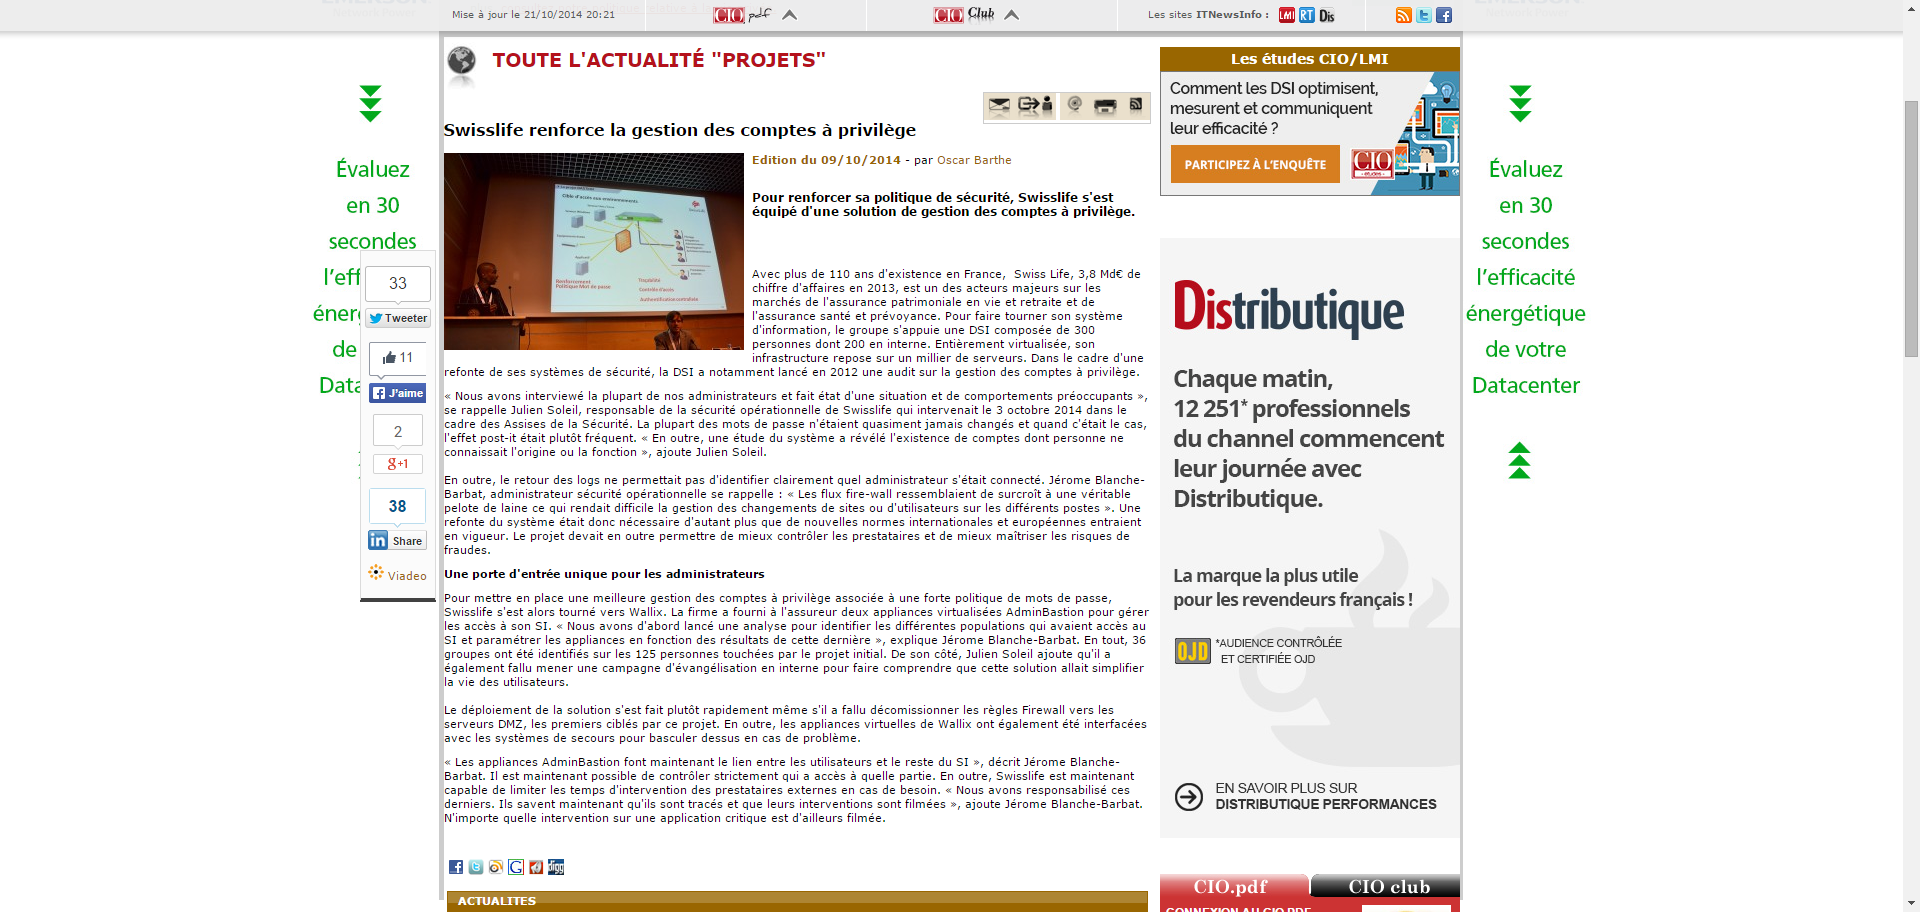 Mise à jour le 21/10/2014 20:21
CIO pdf
CIO Club
Les sites ITNewsInfo :
LMI RT Dis
TOUTE L'ACTUALITÉ "PROJETS"
Swisslife renforce la gestion des comptes à privilège
Edition du 09/10/2014 - par Oscar Barthe
Pour renforcer sa politique de sécurité, Swisslife s'est
équipé d'une solution de gestion des comptes à privilège.
Avec plus de 110 ans d'existence en France, Swiss Life, 3,8 Md€ de
chiffre d'affaires en 2013, est un des acteurs majeurs sur les
marchés de l'assurance patrimoniale en vie et retraite et de
l'assurance santé et prévoyance. Pour faire tourner son système
d'information, le groupe s'appuie une DSI composée de 300
personnes dont 200 en interne. Entièrement virtualisée, son
infrastructure repose sur un millier de serveurs. Dans le cadre d'une
refonte de ses systèmes de sécurité, la DSI a notamment lancé en 2012 une audit sur la gestion des comptes à privilège.
« Nous avons interviewé la plupart de nos administrateurs et fait état d'une situation et de comportements préoccupants »,
se rappelle Julien Soleil, responsable de la sécurité opérationnelle de Swisslife qui intervenait le 3 octobre 2014 dans le
cadre des Assises de la Sécurité. La plupart des mots de passe n'étaient quasiment jamais changés et quand c'était le cas,
l'effet post-it était plutôt fréquent. « En outre, une étude du système a révélé l'existence de comptes dont personne ne
connaissait l'origine ou la fonction », ajoute Julien Soleil.
En outre, le retour des logs ne permettait pas d'identifier clairement quel administrateur s'était connecté. Jérome Blanche-
Barbat, administrateur sécurité opérationnelle se rappelle : « Les flux fire-wall ressemblaient de surcroît à une véritable
pelote de laine ce qui rendait difficile la gestion des changements de sites ou d'utilisateurs sur les différents postes ». Une
refonte du système était donc nécessaire d'autant plus que de nouvelles normes internationales et européennes entraient
en vigueur. Le projet devait en outre permettre de mieux contrôler les prestataires et de mieux maîtriser les risques de
fraudes.
Une porte d'entrée unique pour les administrateurs
Pour mettre en place une meilleure gestion des comptes à privilège associée à une forte politique de mots de passe,
Swisslife s'est alors tourné vers Wallix. La firme a fourni à l'assureur deux appliances virtualisées AdminBastion pour gérer
les accès à son SI. « Nous avons d'abord lancé une analyse pour identifier les différentes populations qui avaient accès au
SI et paramétrer les appliances en fonction des résultats de cette dernière », explique Jérome Blanche-Barbat. En tout, 36
groupes ont été identifiés sur les 125 personnes touchées par le projet initial. De son côté, Julien Soleil ajoute qu'il a
également fallu mener une campagne d'évangélisation en interne pour faire comprendre que cette solution allait simplifier
la vie des utilisateurs.
Le déploiement de la solution s'est fait plutôt rapidement même s'il a fallu décomissionner les règles Firewall vers les
serveurs DMZ, les premiers ciblés par ce projet. En outre, les appliances virtuelles de Wallix ont également été interfacées
avec les systèmes de secours pour basculer dessus en cas de problème.
« Les appliances AdminBastion font maintenant le lien entre les utilisateurs et le reste du SI », décrit Jérome Blanche-
Barbat. Il est maintenant possible de contrôler strictement qui a accès à quelle partie. En outre, Swisslife est maintenant
capable de limiter les temps d'intervention des prestataires externes en cas de besoin. « Nous avons responsabilisé ces
derniers. Ils savent maintenant qu'ils sont tracés et que leurs interventions sont filmées », ajoute Jérome Blanche-Barbat.
N'importe quelle intervention sur une application critique est d'ailleurs filmée.
ACTUALITES
Évaluez
en 30
secondes
l'eff
éner
de
Data
33
Tweeter
11
J'aime
2
g+1
38
in Share
Viadeo
Les études CIO/LMI
Comment les DSI optimisent,
mesurent et communiquent
leur efficacité ?
PARTICIPEZ À L'ENQUÊTE
CIO
études
Distributique
Chaque matin,
12 251* professionnels
du channel commencent
leur journée avec
Distributique.
La marque la plus utile
pour les revendeurs français !
OJD *AUDIENCE CONTRÔLÉE
ET CERTIFIÉE OJD
EN SAVOIR PLUS SUR
DISTRIBUTIQUE PERFORMANCES
CIO.pdf
CIO club
CONNEXION AU CIO PDF
Évaluez
en 30
secondes
l'efficacité
énergétique
de votre
Datacenter